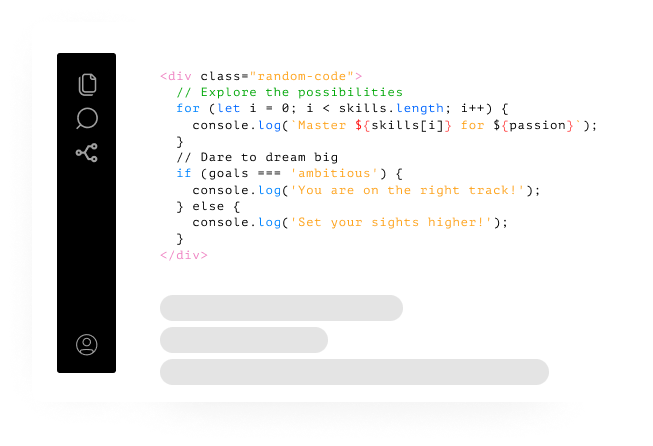 <div class="random-code">
// Explore the possibilities
for (let i = 0; i < skills.length; i++) {
console.log(`Master ${skills[i]} for ${passion}`);
}
// Dare to dream big
if (goals === 'ambitious') {
console.log('You are on the right track!');
} else {
console.log('Set your sights higher!');
}
</div>